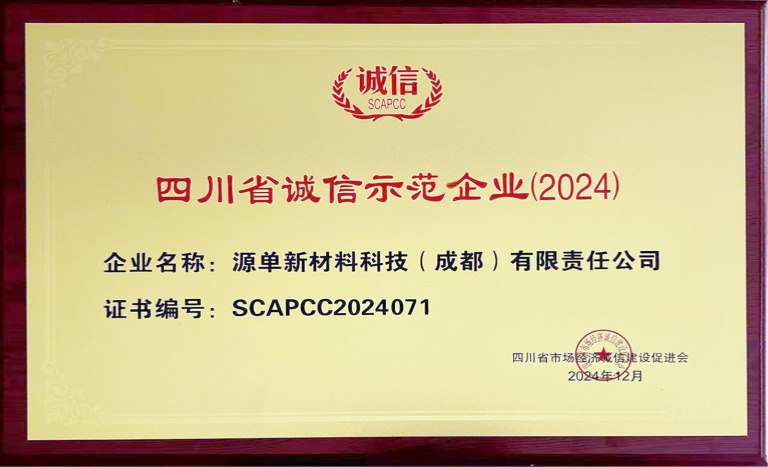 诚信
SCAPCC
四川省诚信示范企业(2024)
企业名称：源单新材料科技（成都）有限责任公司
证书编号：SCAPCC2024071
四川省市场经济诚信建设促进会
2024年12月